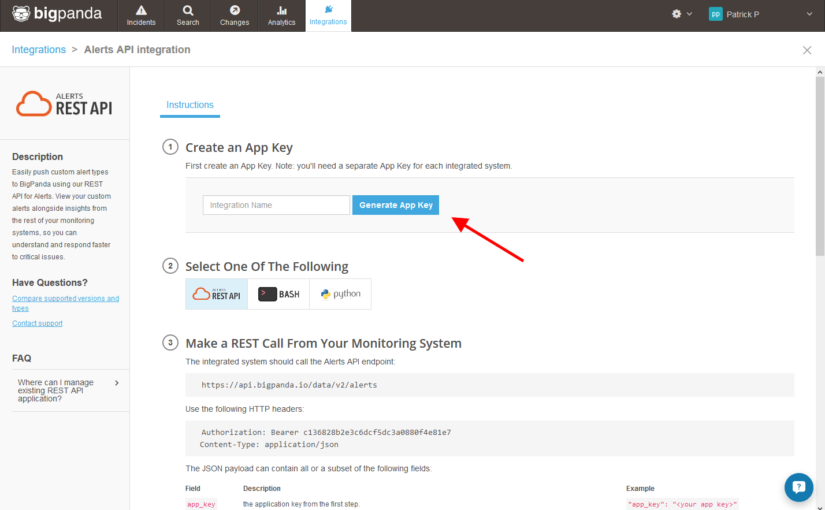 bigpanda
Incidents
Search
Changes
Analytics
Integrations
PP
Patrick P
Integrations > Alerts API integration
ALERTS
REST API
Description
Easily push custom alert types
to BigPanda using our REST
API for Alerts. View your custom
alerts alongside insights from
the rest of your monitoring
systems, so you can
understand and respond faster
to critical issues.
Have Questions?
Compare supported versions and
types
Contact support
FAQ
Where can I manage
existing REST API
application?
Instructions
1 Create an App Key
First create an App Key. Note: you'll need a separate App Key for each integrated system.
Integration Name
Generate App Key
2 Select One Of The Following
ALERTS
REST API
BASH
python
3 Make a REST Call From Your Monitoring System
The integrated system should call the Alerts API endpoint:
https://api.bigpanda.io/data/v2/alerts
Use the following HTTP headers:
Authorization: Bearer c136828b2e3c6dcf5dc3a0880f4e81e7
Content-Type: application/json
The JSON payload can contain all or a subset of the following fields:
Field Description Example
app_key the application key from the first step. "app_key": "<your app key>"